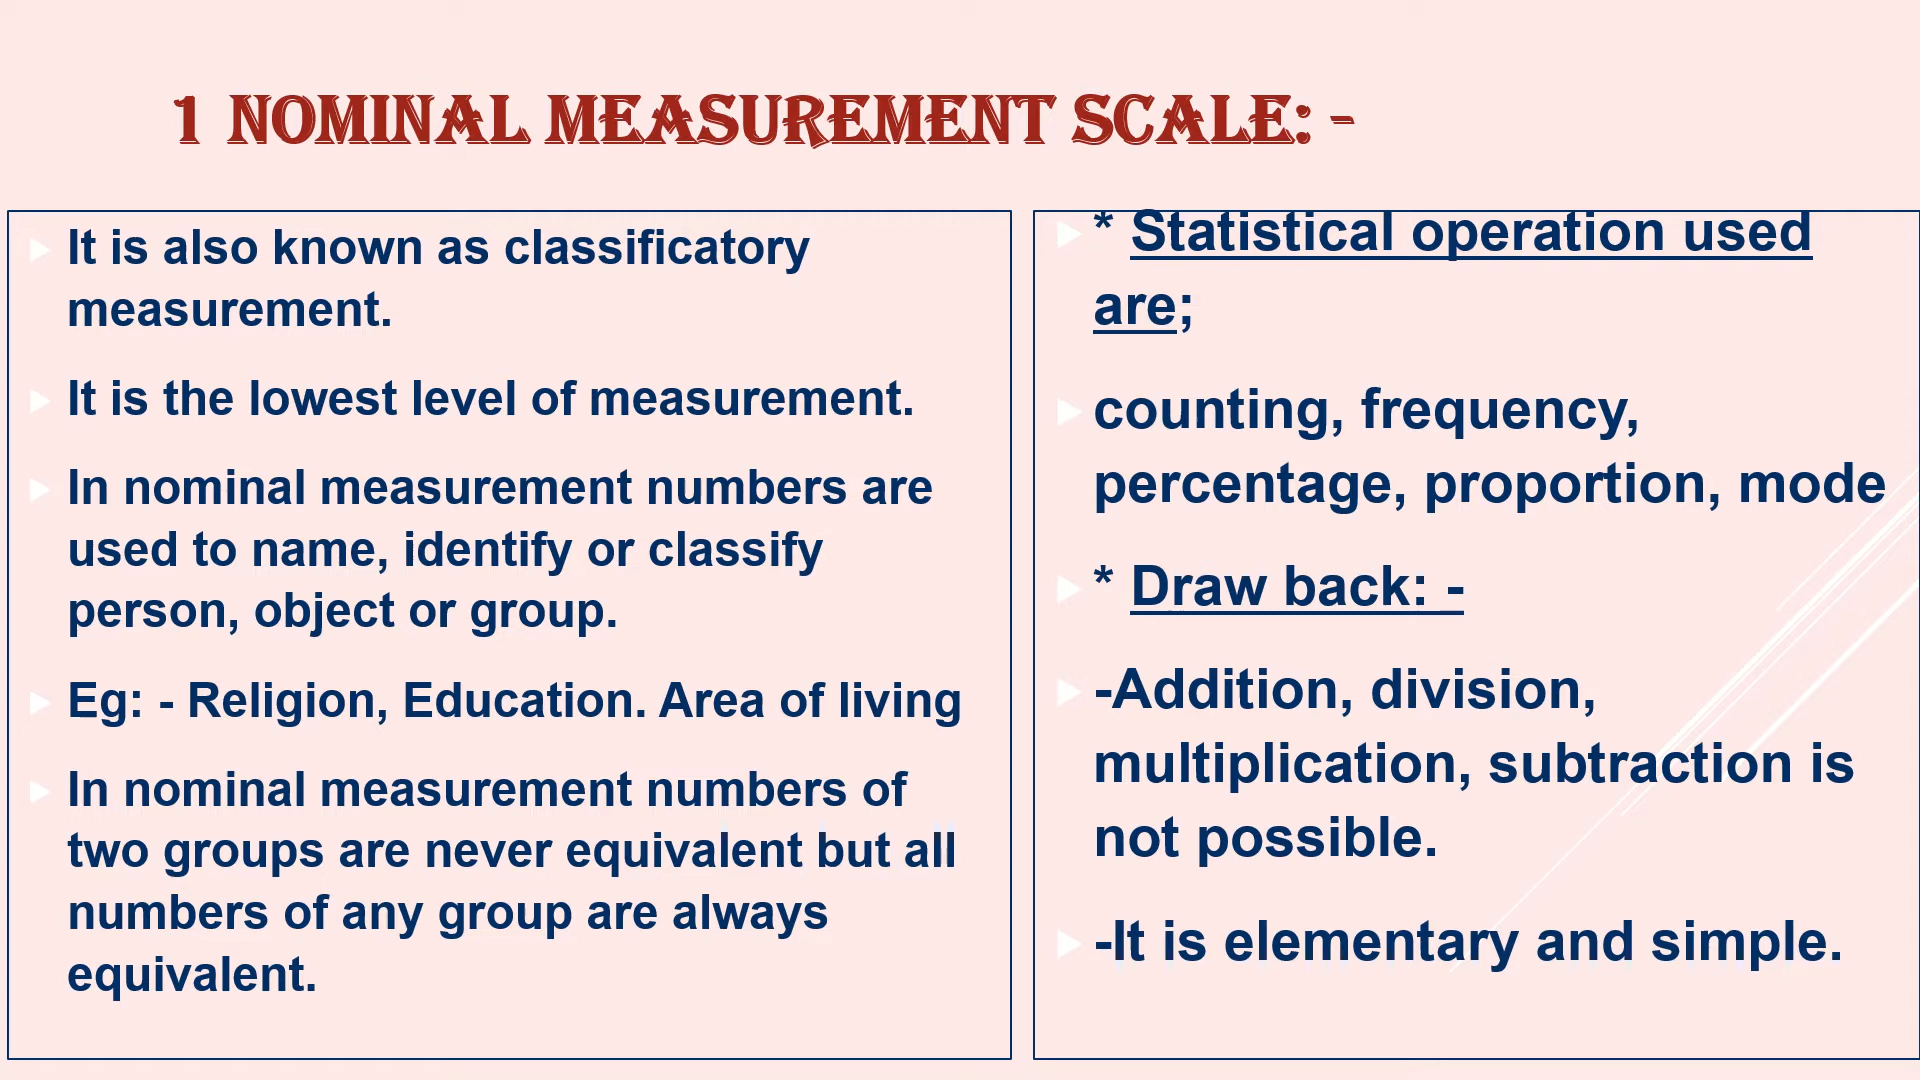 1 NOMINAL MEASUREMENT SCALE: -
It is also known as classificatory
measurement.
It is the lowest level of measurement.
In nominal measurement numbers are
used to name, identify or classify
person, object or group.
Eg: - Religion, Education. Area of living
In nominal measurement numbers of
two groups are never equivalent but all
numbers of any group are always
equivalent.
* Statistical operation used
are;
counting, frequency,
percentage, proportion, mode
* Draw back: -
-Addition, division,
multiplication, subtraction is
not possible.
-It is elementary and simple.